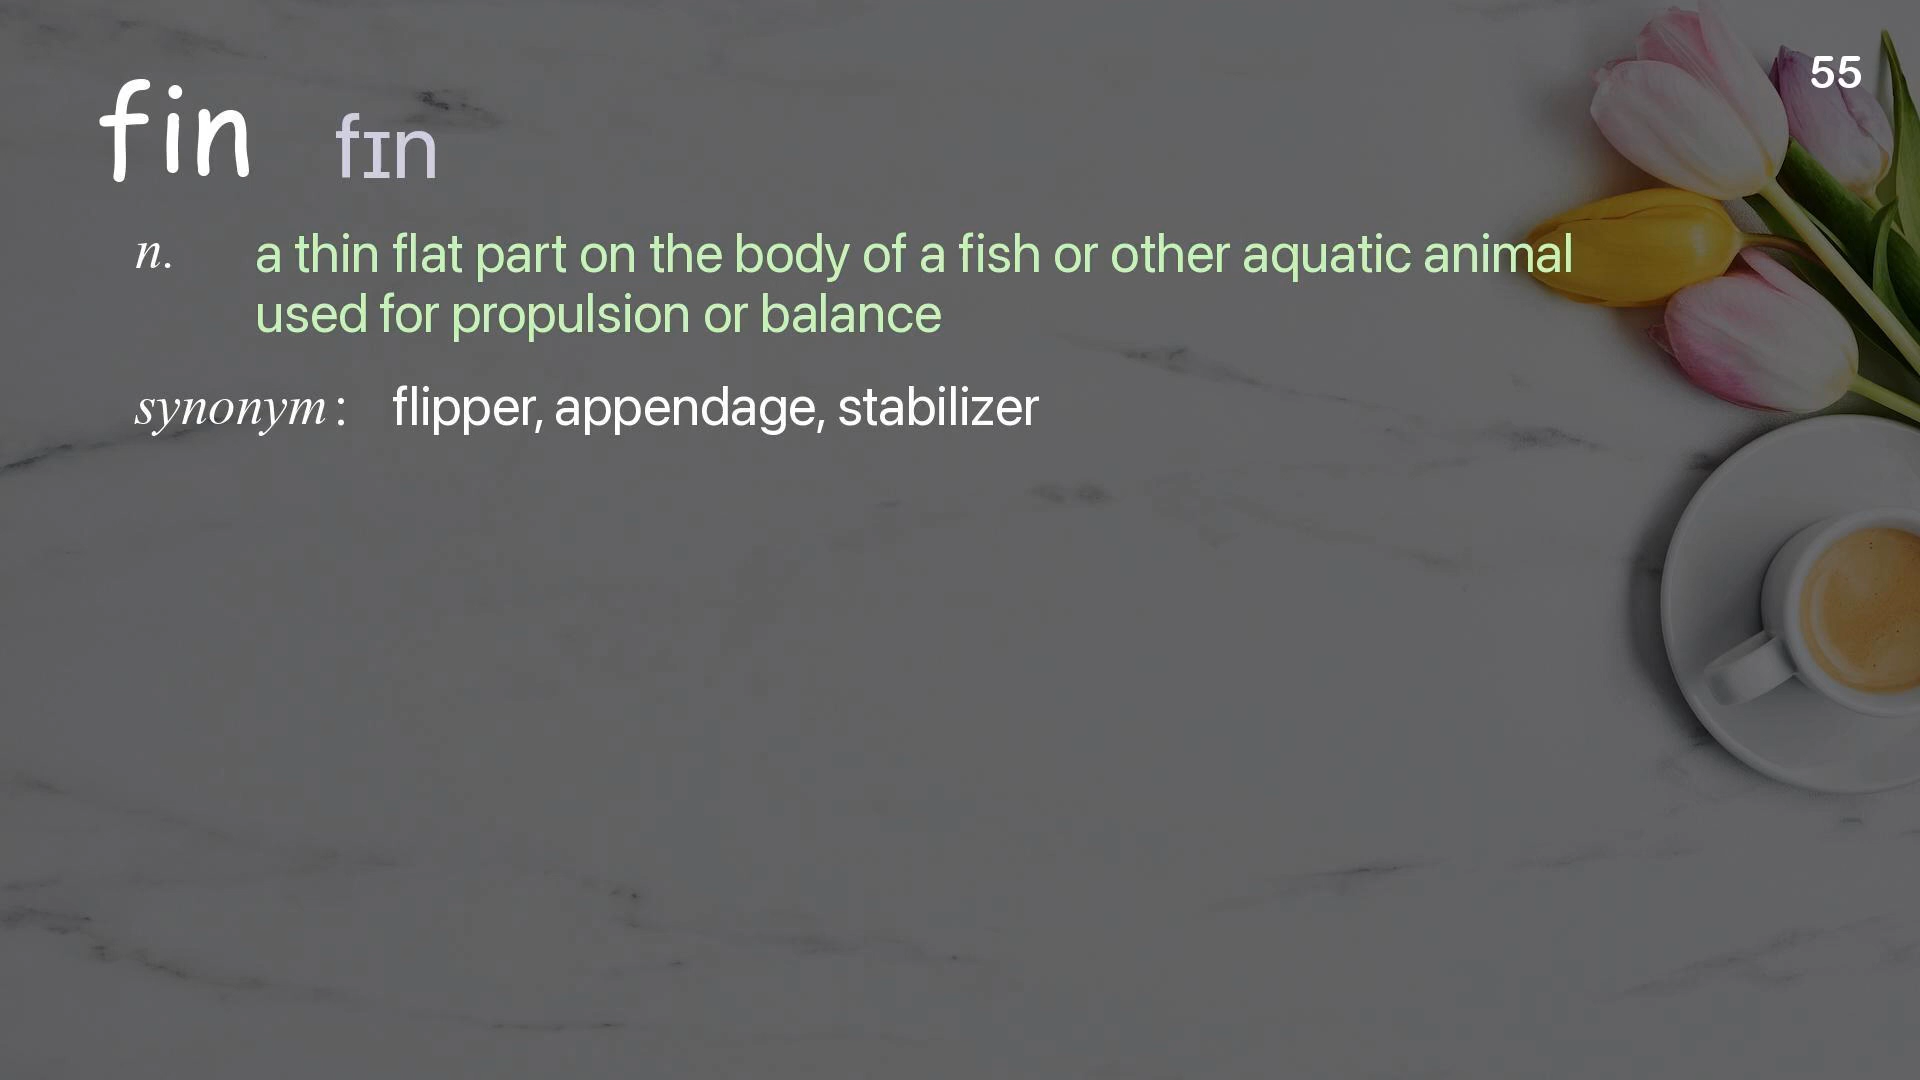 55
fin fɪn
n. a thin flat part on the body of a fish or other aquatic animal
used for propulsion or balance
synonym : flipper, appendage, stabilizer